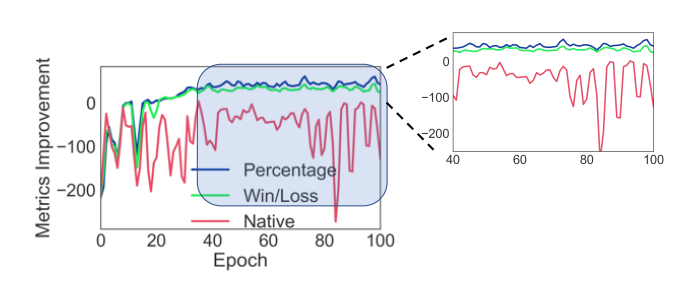 Metrics Improvement
0
−100
−200
Percentage
Win/Loss
Native
0 20 40 60 80 100
Epoch
0
−100
−200
40 60 80 100